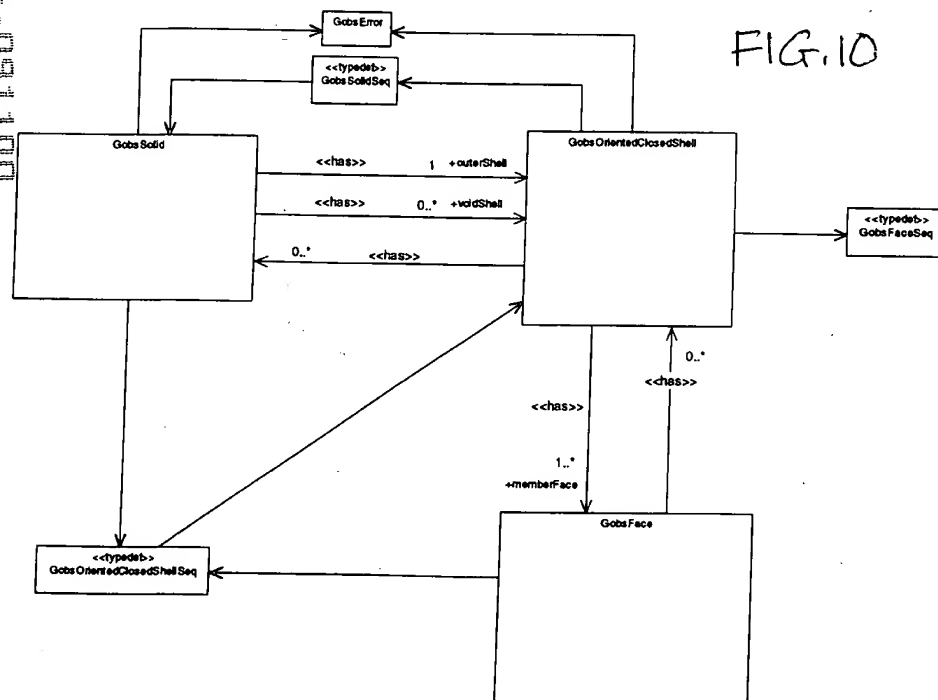 GobsError
FIG.10
<<typedef>>
GobsSolidSeq
GobsSolid
GobsOrientedClosedShell
<<has>> 1 +outerShell
<<has>> 0..* +voidShell
0..* <<has>>
<<typedef>>
GobsFaceSeq
0..*
<<has>>
<<has>>
1..*
+memberFace
GobsFace
<<typedef>>
GobsOrientedClosedShellSeq